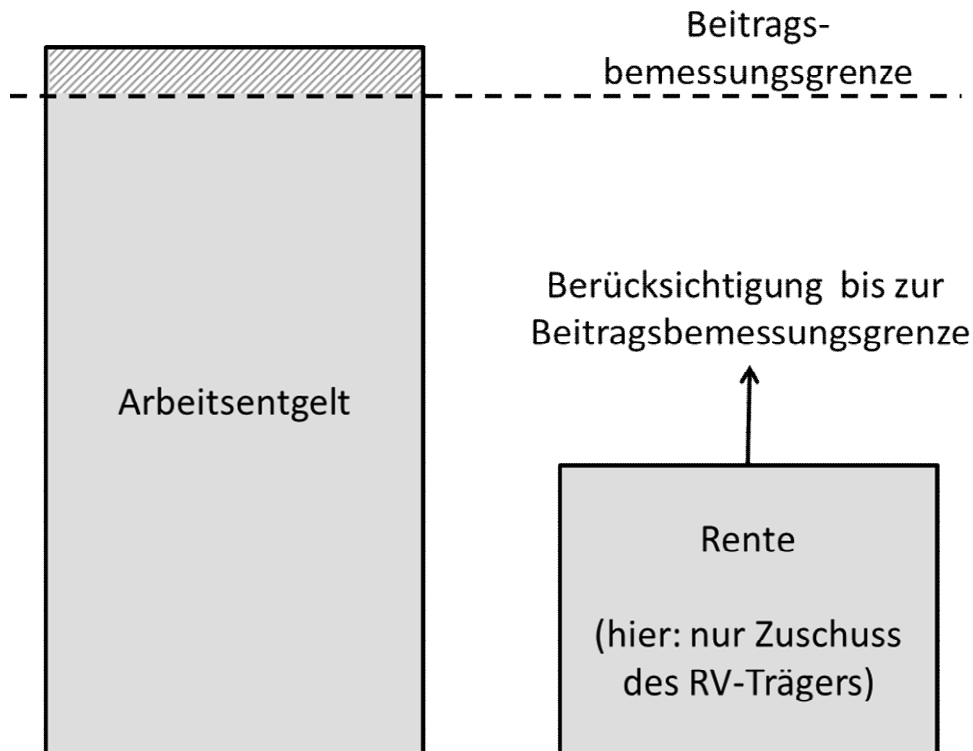 Beitrags-
bemessungsgrenze
Berücksichtigung bis zur
Beitragsbemessungsgrenze
Arbeitsentgelt
Rente
(hier: nur Zuschuss
des RV-Trägers)